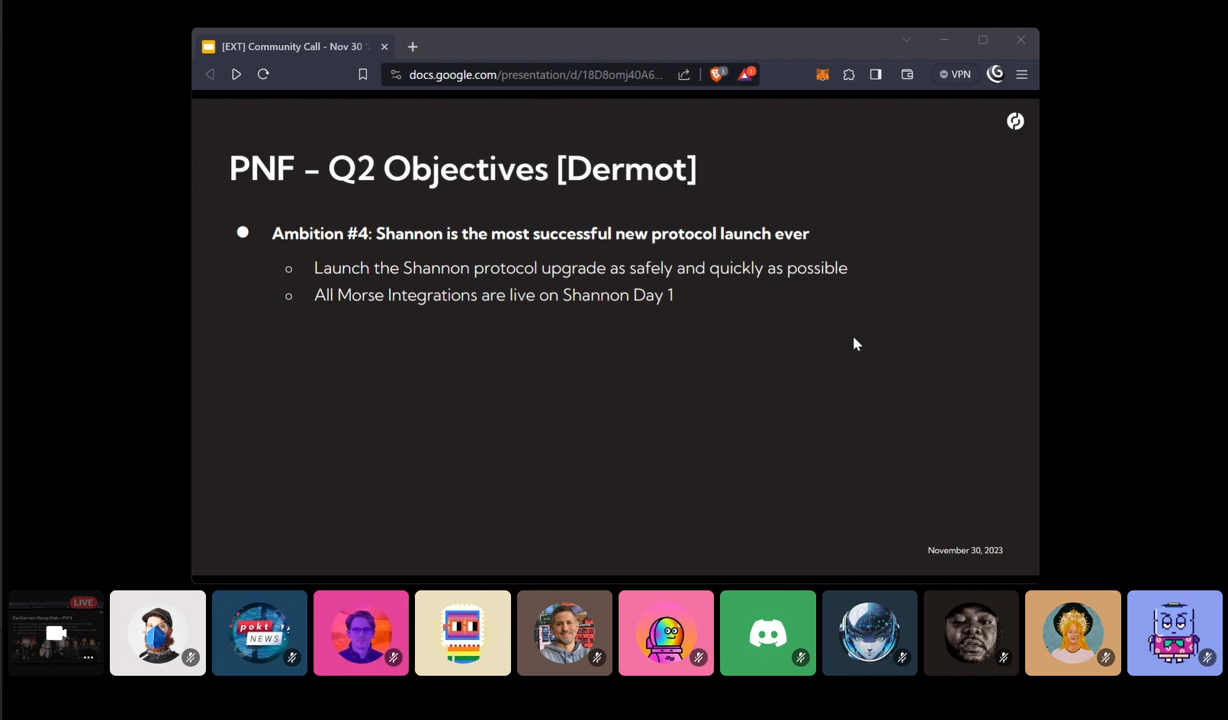 [EXT] Community Call - Nov 30 '
docs.google.com/presentation/d/18D8omj40A6...
3
1
VPN
PNF - Q2 Objectives [Dermot]
Ambition #4: Shannon is the most successful new protocol launch ever
Launch the Shannon protocol upgrade as safely and quickly as possible
All Morse Integrations are live on Shannon Day 1
November 30, 2023
LIVE
pokt
NEWS